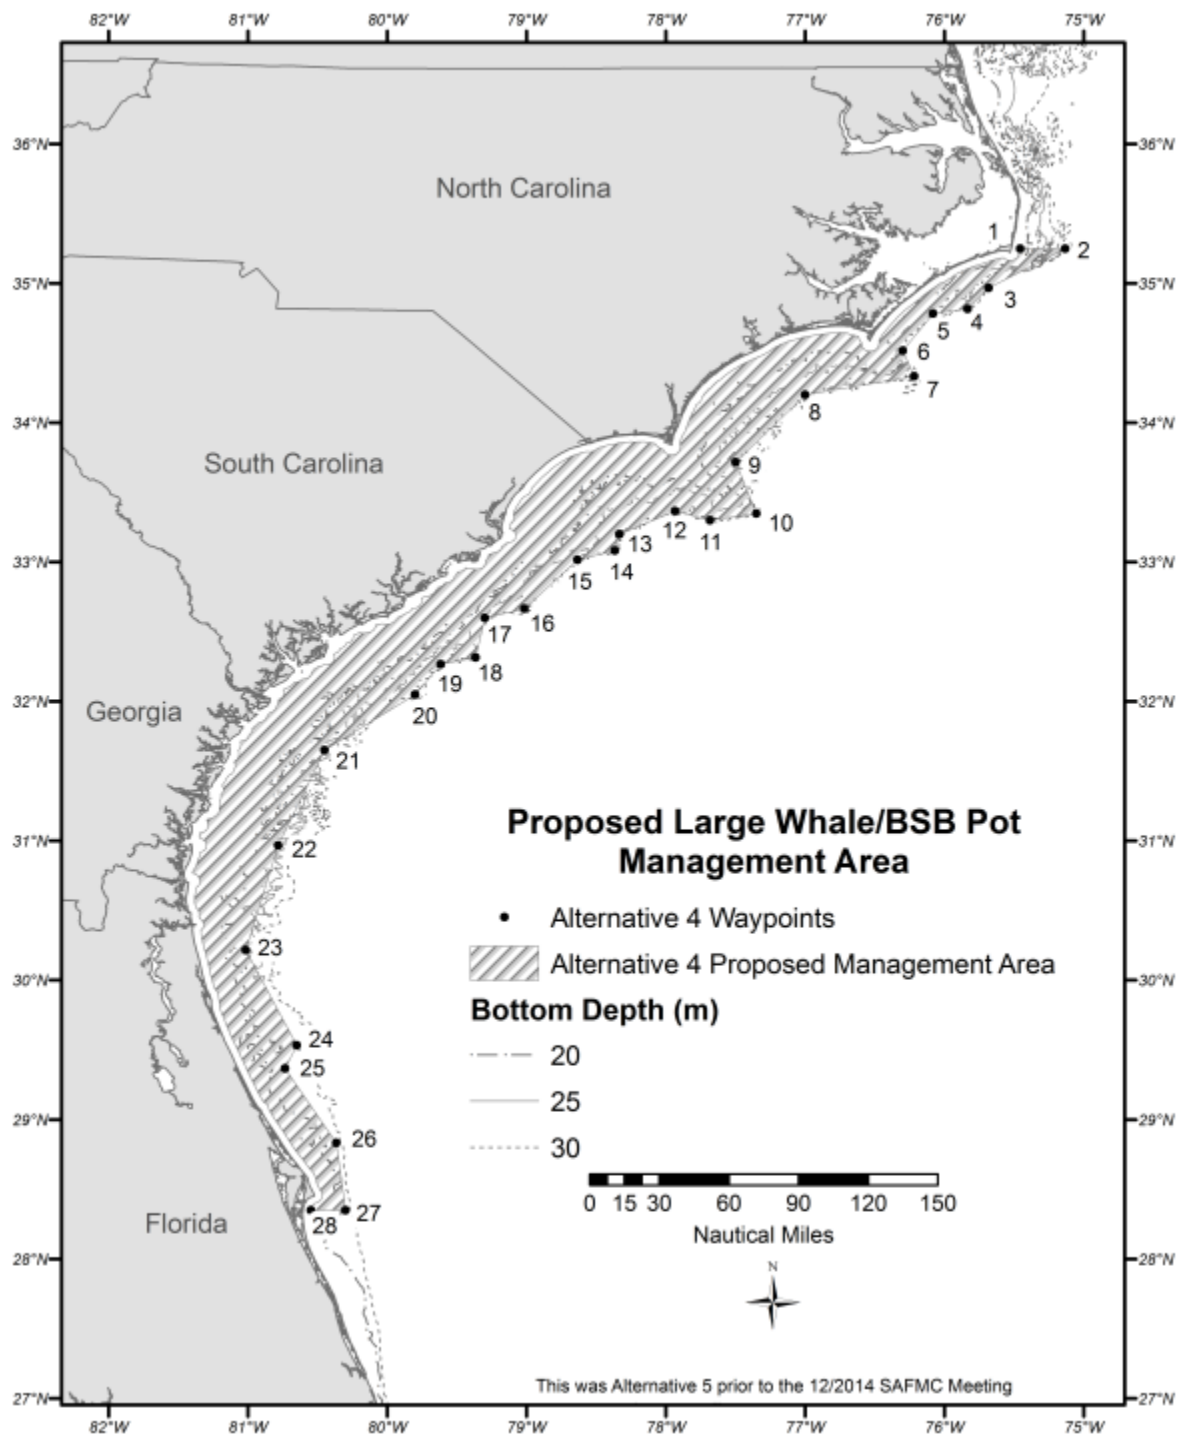 82°W 81°W 80°W 79°W 78°W 77°W 76°W 75°W
36°N 36°N
North Carolina
1 2
35°N 35°N
3
5 4
6
7
8
34°N 34°N
South Carolina
9
12 11 10
13
33°N 33°N
15 14
17 16
19 18
32°N 32°N
Georgia
20
21
Proposed Large Whale/BSB Pot
Management Area
31°N 31°N
22
Alternative 4 Waypoints
23
Alternative 4 Proposed Management Area
30°N 30°N
Bottom Depth (m)
24
20
25
25
29°N 29°N
26
30
0 15 30 60 90 120 150
Nautical Miles
Florida
28 27
28°N 28°N
N
This was Alternative 5 prior to the 12/2014 SAFMC Meeting
27°N 27°N
82°W 81°W 80°W 79°W 78°W 77°W 76°W 75°W